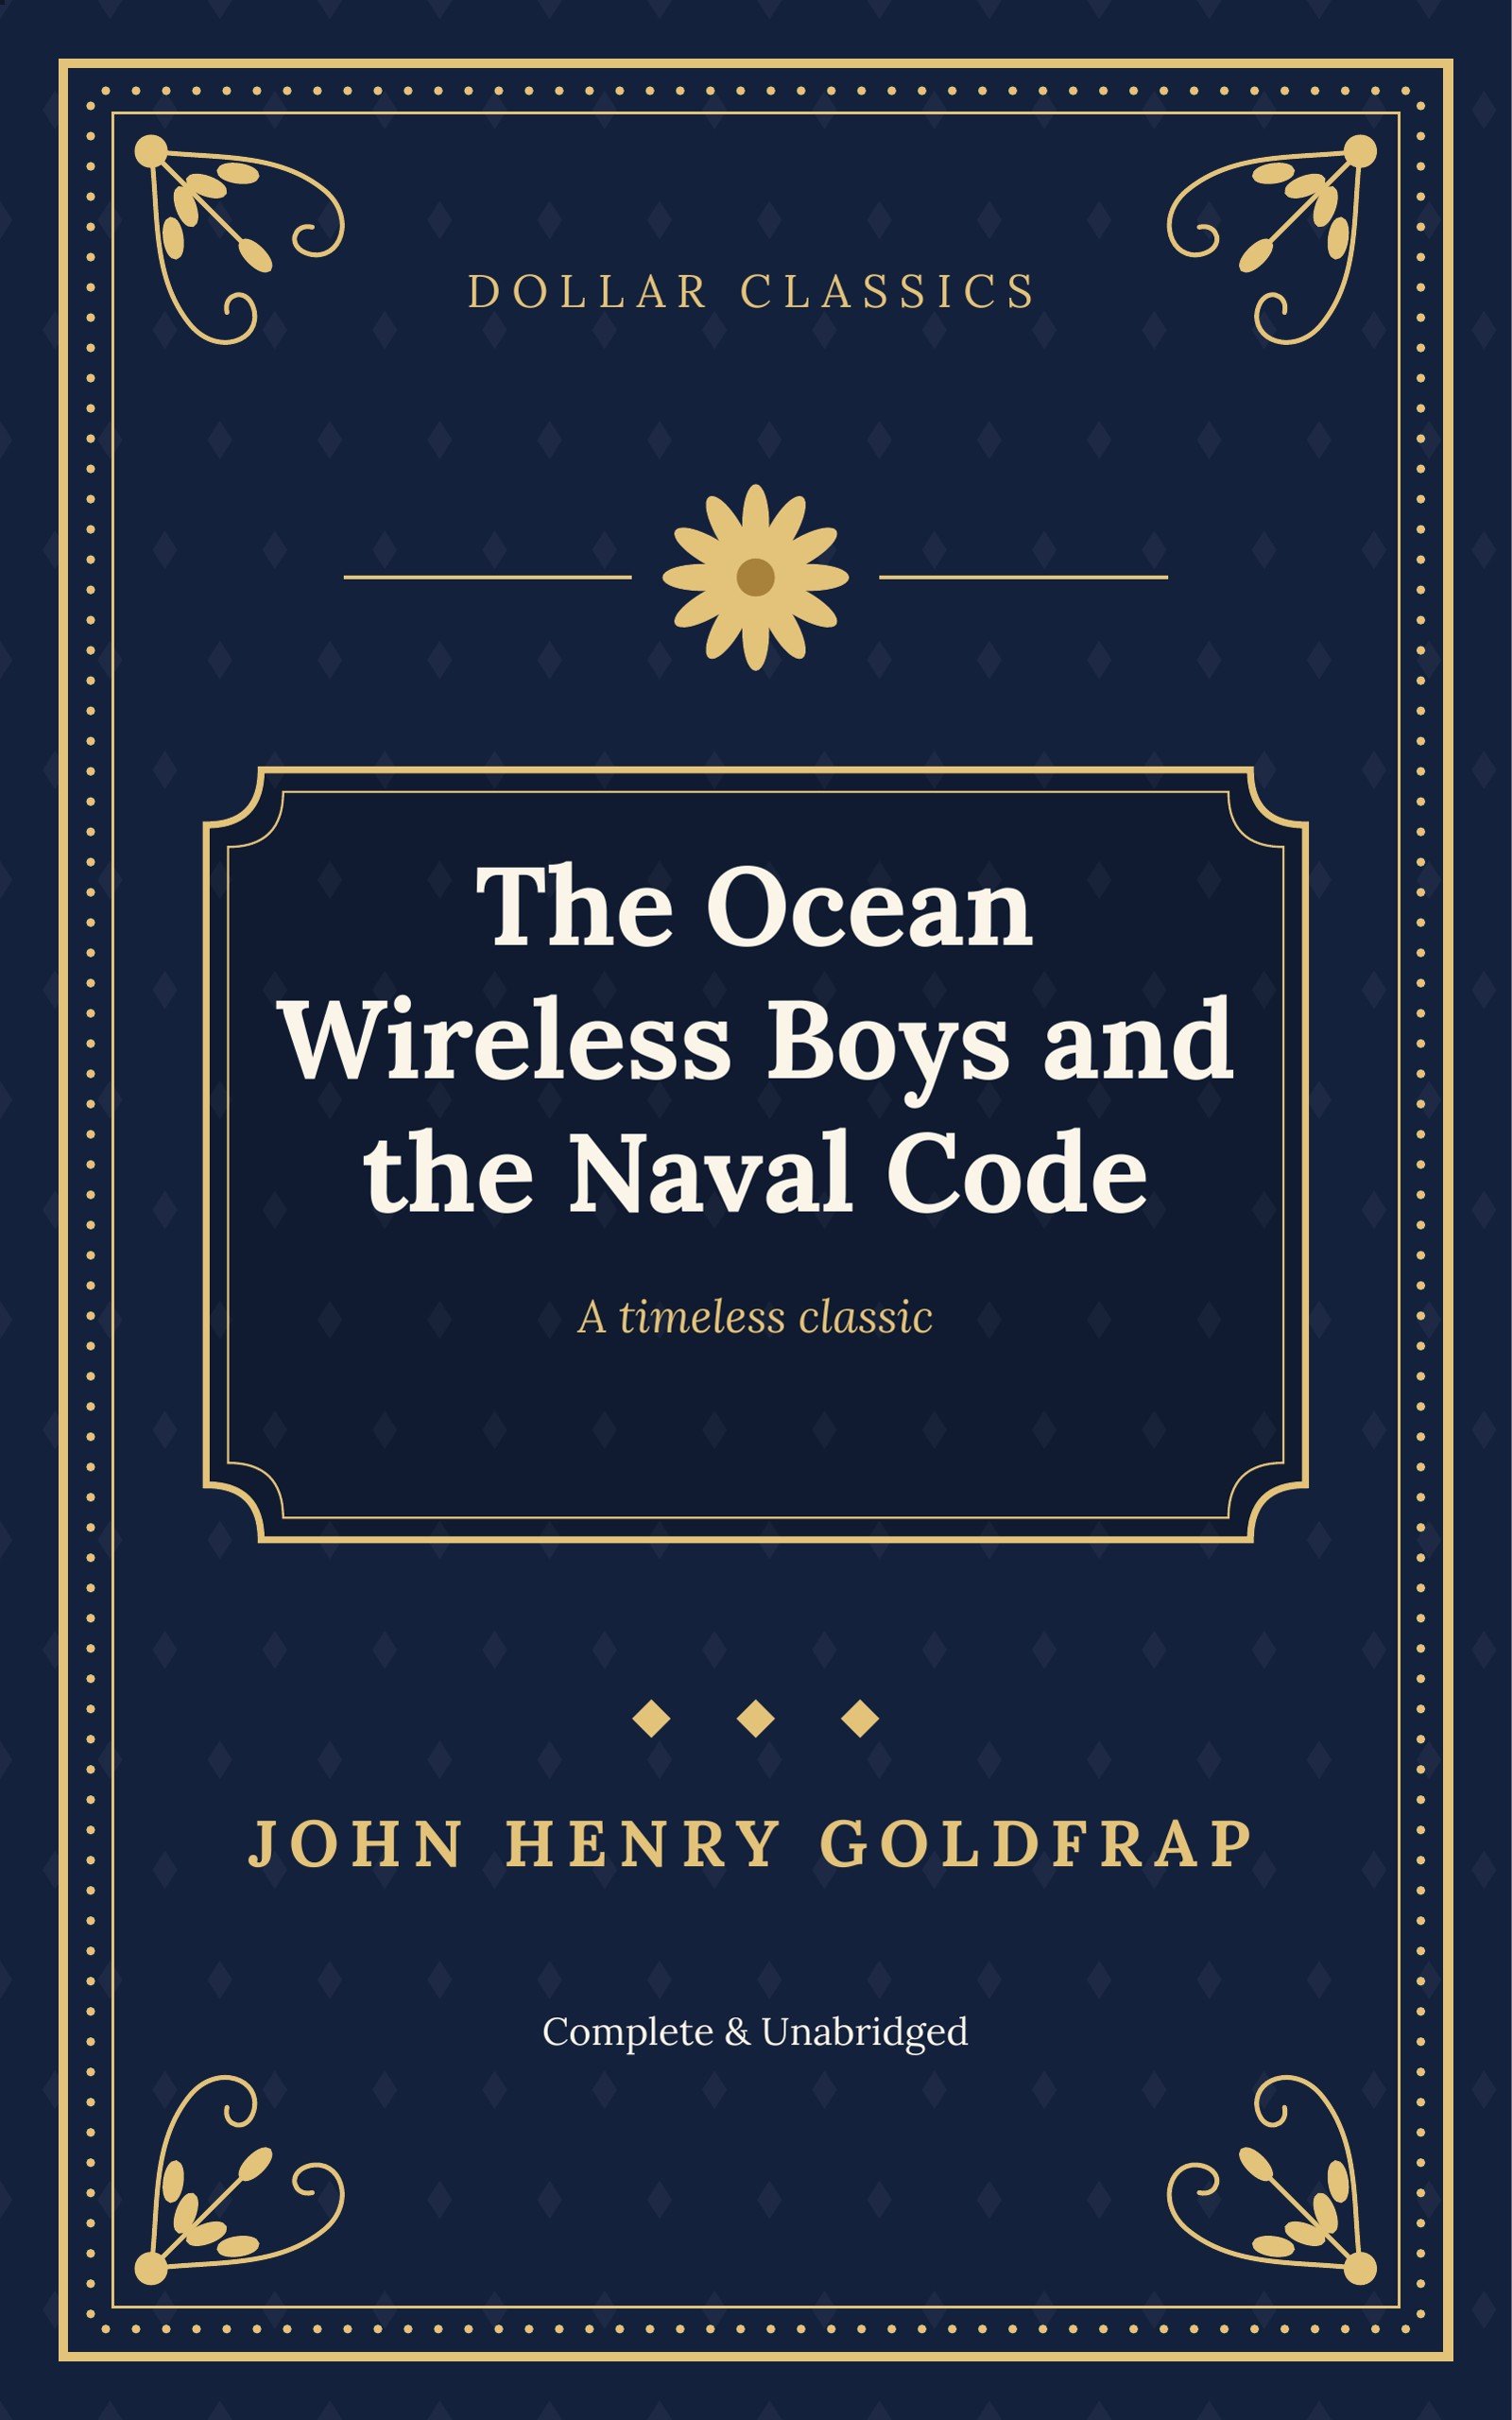 DOLLAR CLASSICS
The Ocean
Wireless Boys and
the Naval Code
A timeless classic
JOHN HENRY GOLDFRAP
Complete & Unabridged